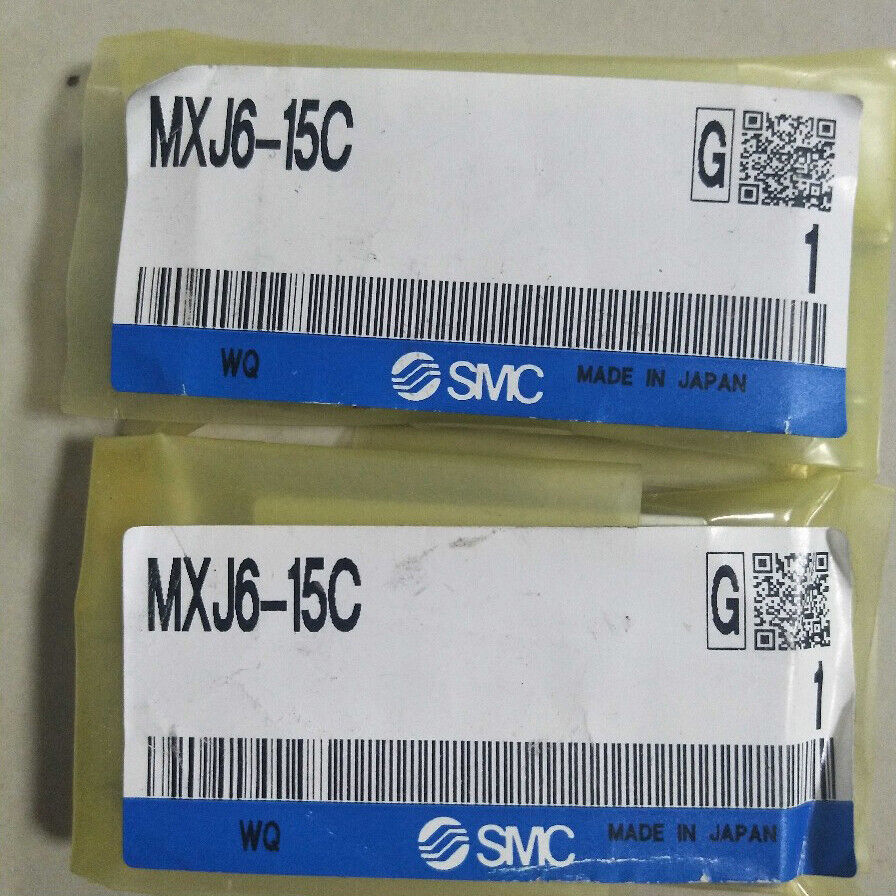 MXJ6-15C
G
1
WQ SMC MADE IN JAPAN
MXJ6-15C
G
1
WQ SMC MADE IN JAPAN